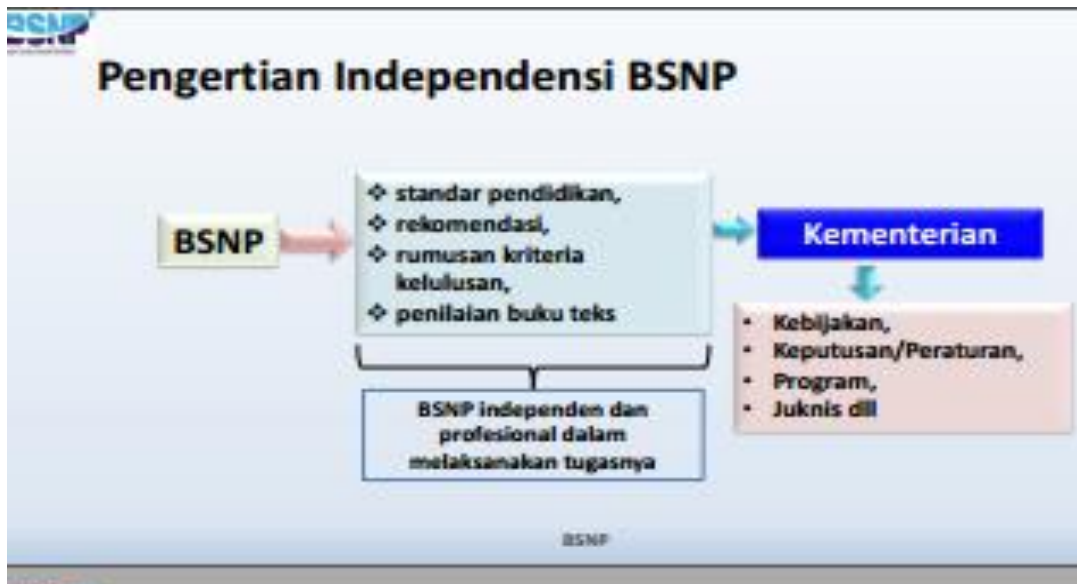 BSNP
Pengertian Independensi BSNP
BSNP
❖ standar pendidikan,
❖ rekomendasi,
❖ rumusan kriteria
kelulusan,
❖ penilaian buku teks
Kementerian
• Kebijakan,
• Keputusan/Peraturan,
• Program,
• Juknis dll
BSNP independen dan
profesional dalam
melaksanakan tugasnya
BSNP